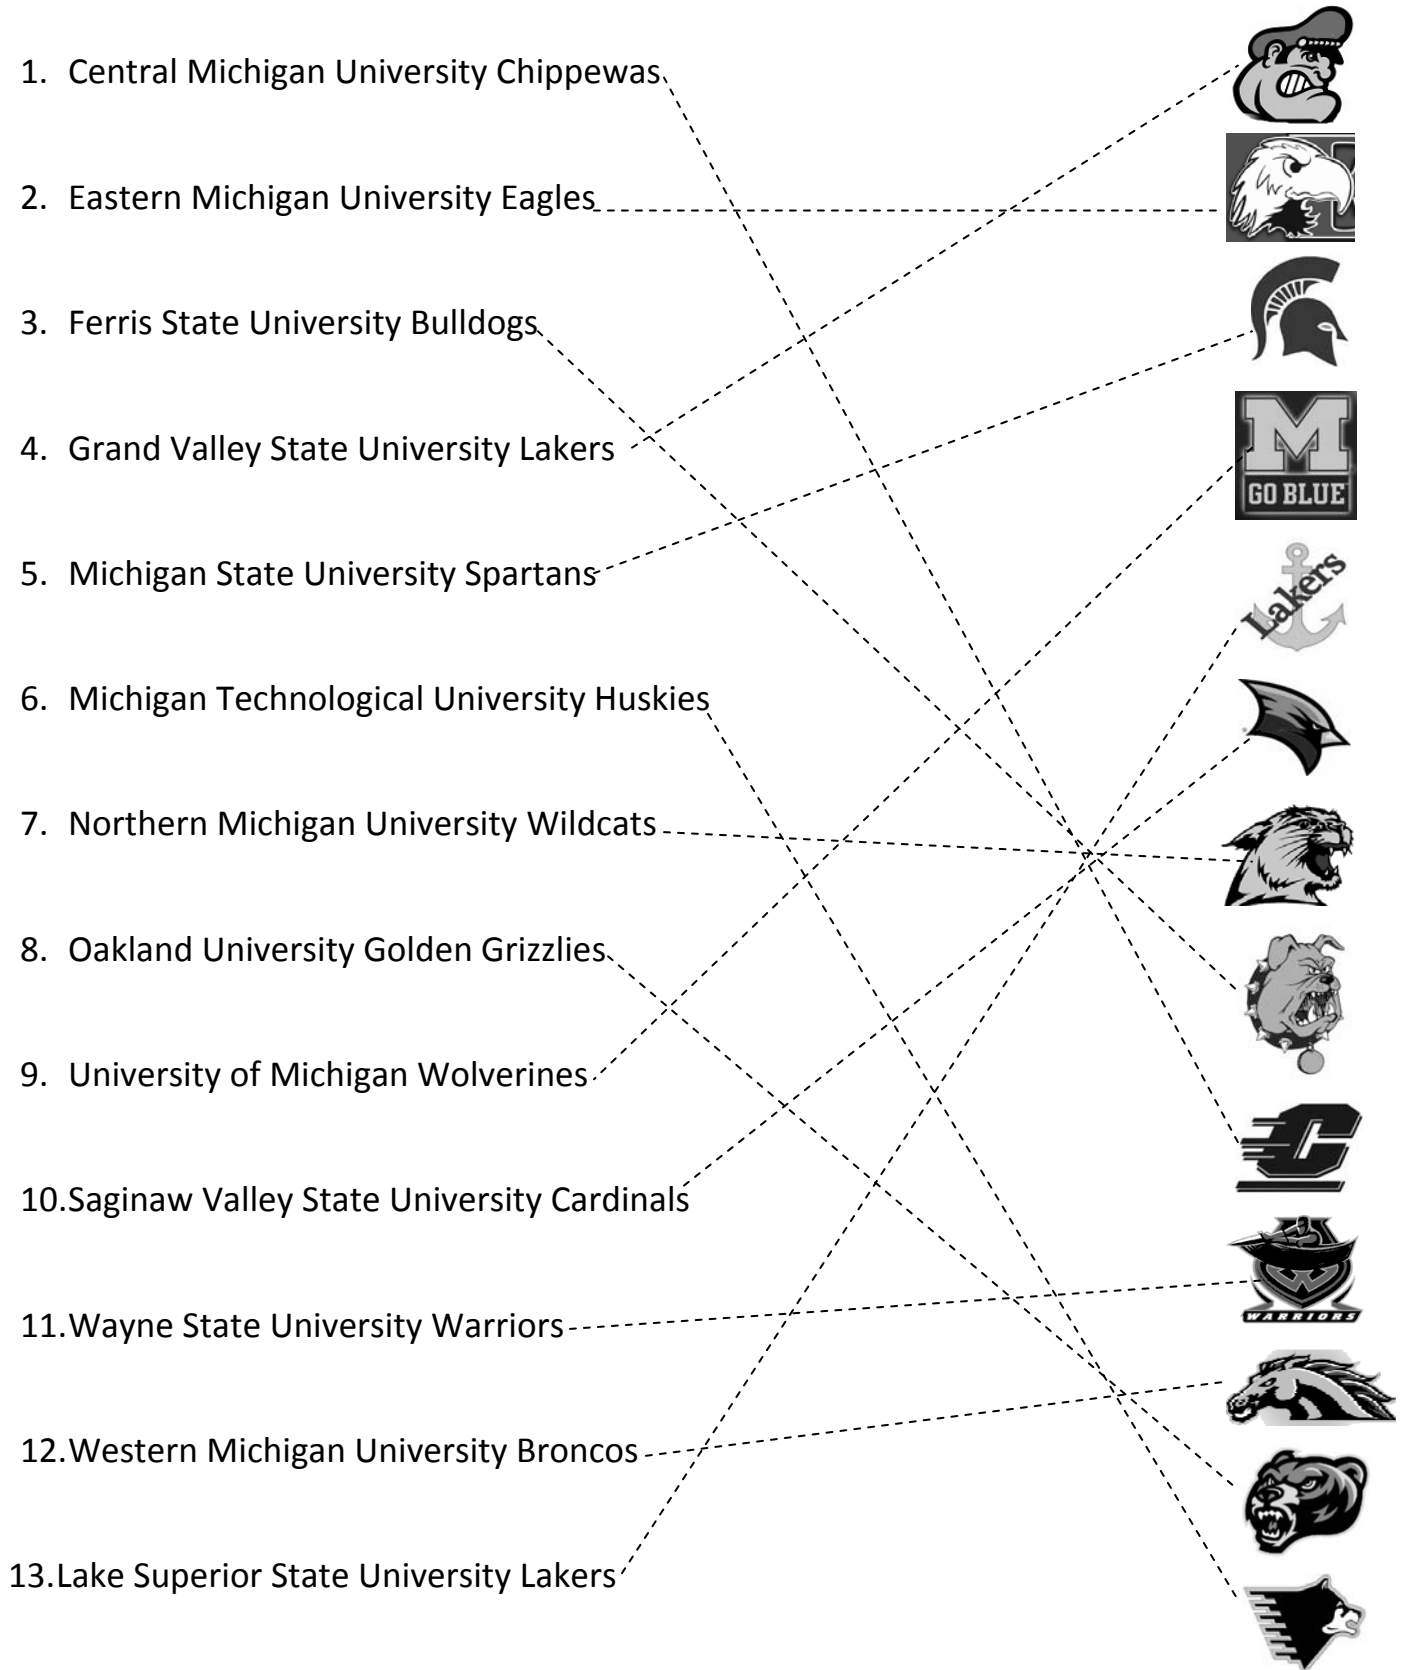 1. Central Michigan University Chippewas
2. Eastern Michigan University Eagles
3. Ferris State University Bulldogs
4. Grand Valley State University Lakers
5. Michigan State University Spartans
6. Michigan Technological University Huskies
7. Northern Michigan University Wildcats
8. Oakland University Golden Grizzlies
9. University of Michigan Wolverines
10.Saginaw Valley State University Cardinals
11.Wayne State University Warriors
12.Western Michigan University Broncos
13.Lake Superior State University Lakers
M
GO BLUE
Lakers
C
W
WARRIORS